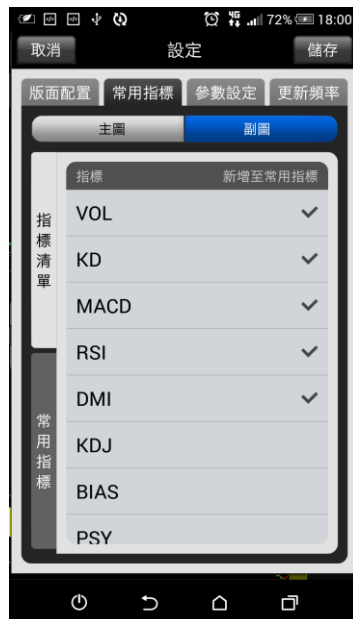 4G 72% 18:00
取消 設定 儲存
版面配置 常用指標 參數設定 更新頻率
主圖 副圖
指標清單
常用指標
指標 新增至常用指標
VOL
KD
MACD
RSI
DMI
KDJ
BIAS
PSY